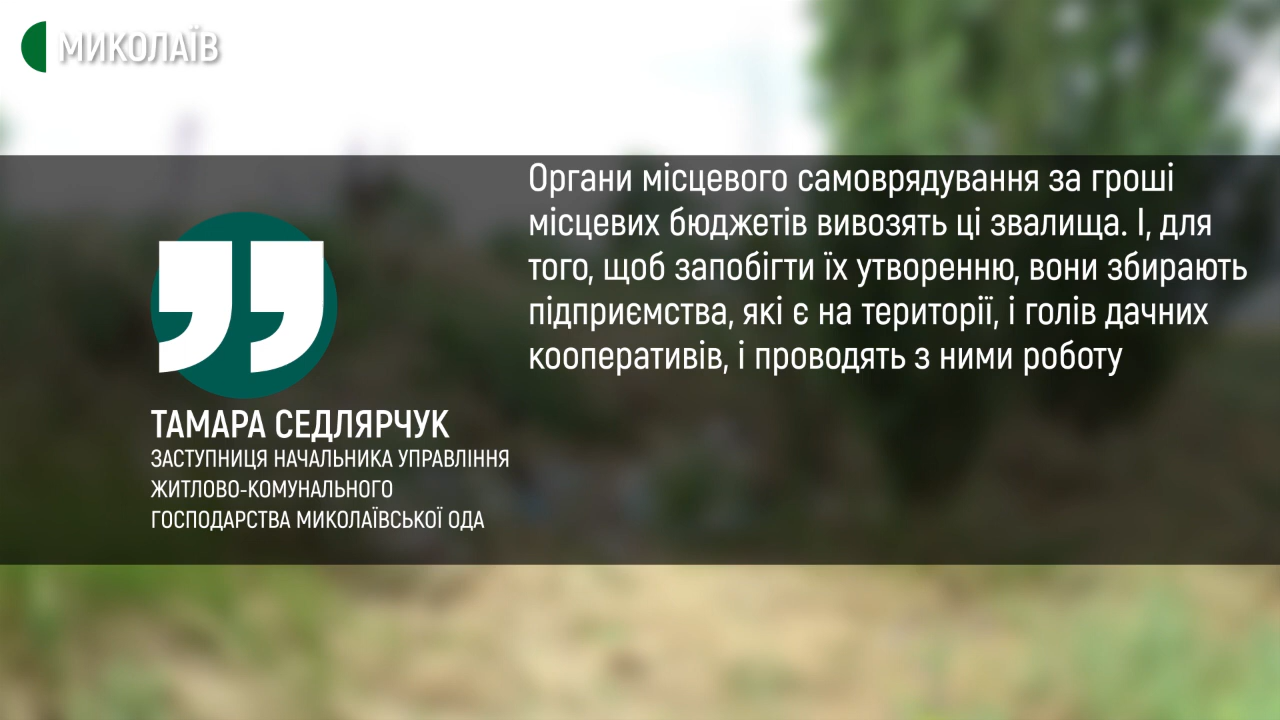 МИКОЛАЇВ
Органи місцевого самоврядування за гроші
місцевих бюджетів вивозять ці звалища. І, для
того, щоб запобігти їх утворенню, вони збирають
підприємства, які є на території, і голів дачних
кооперативів, і проводять з ними роботу
ТАМАРА СЕДЛЯРЧУК
ЗАСТУПНИЦЯ НАЧАЛЬНИКА УПРАВЛІННЯ
ЖИТЛОВО-КОМУНАЛЬНОГО
ГОСПОДАРСТВА МИКОЛАЇВСЬКОЇ ОДА